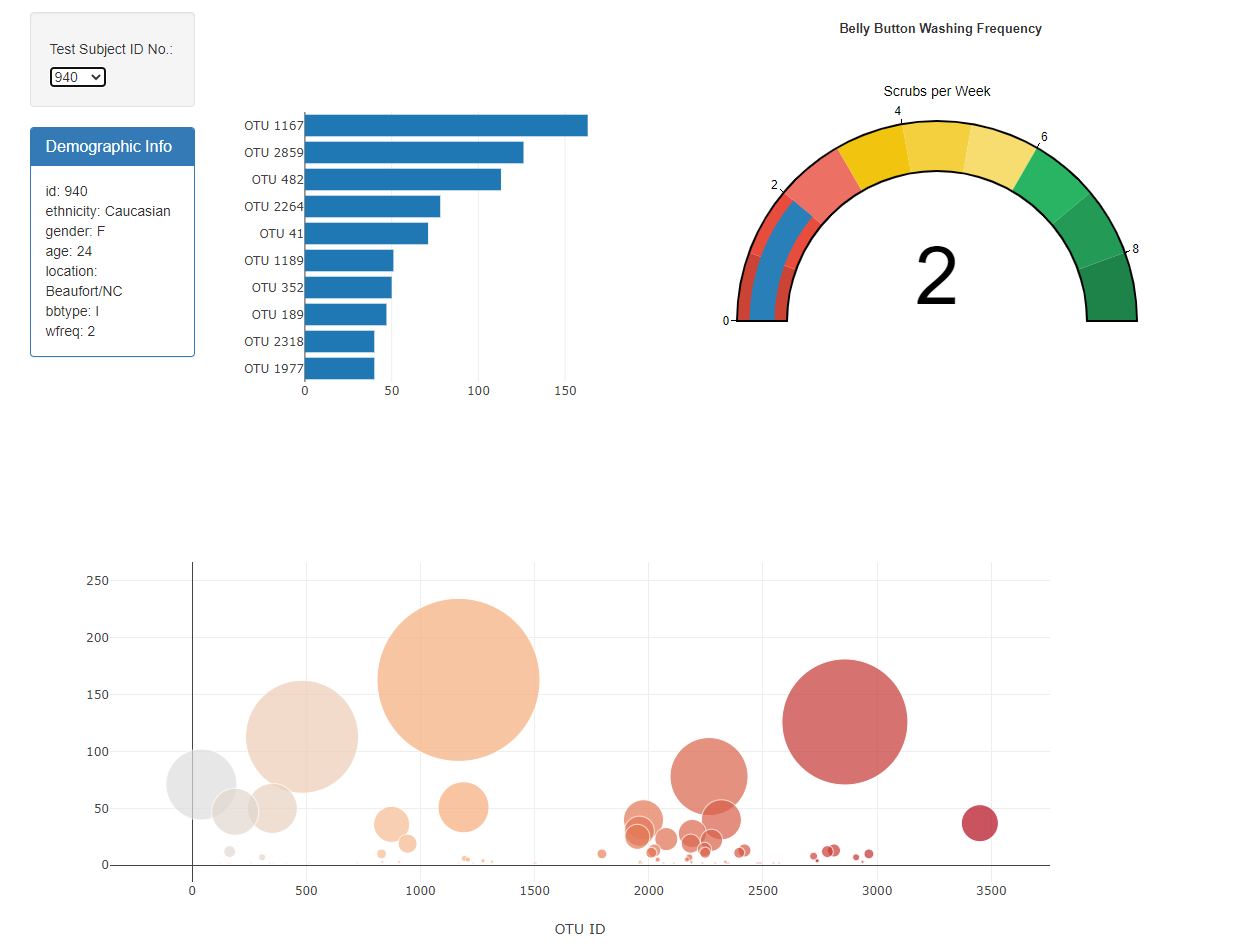 Test Subject ID No.:
940
Demographic Info
id: 940
ethnicity: Caucasian
gender: F
age: 24
location:
Beaufort/NC
bbtype: I
wfreq: 2
OTU 1167
OTU 2859
OTU 482
OTU 2264
OTU 41
OTU 1189
OTU 352
OTU 189
OTU 2318
OTU 1977
0 50 100 150
Belly Button Washing Frequency
Scrubs per Week
0
2
4
6
8
2
250
200
150
100
50
0
0 500 1000 1500 2000 2500 3000 3500
OTU ID